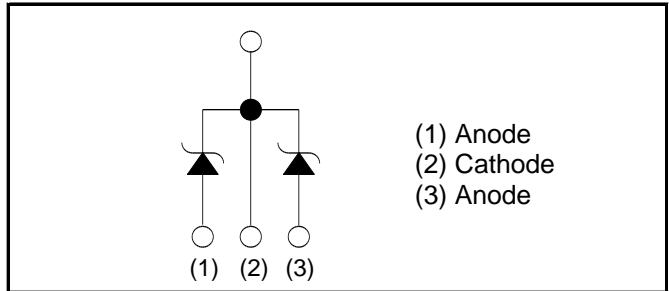 (1) Anode
(2) Cathode
(3) Anode
(1) (2) (3)